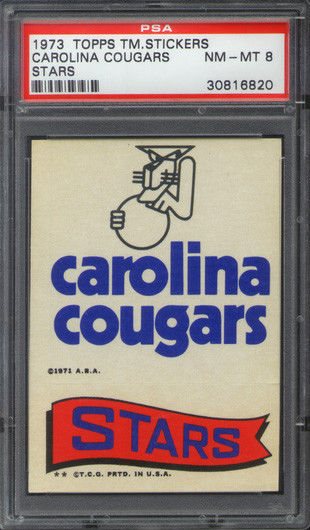 PSA
1973 TOPPS TM.STICKERS
CAROLINA COUGARS NM-MT 8
STARS
30816820
carolina
cougars
©1971 A.B.A.
STARS
** ©T.C.G. PRTD. IN U.S.A.